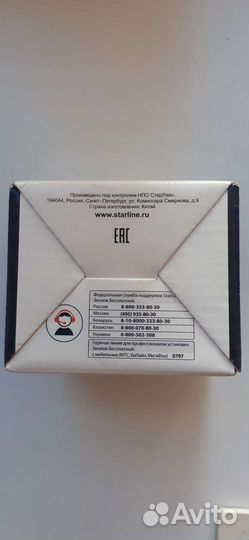 Произведено под контролем НПО СтарЛайн.
194044, Россия, Санкт-Петербург, ул. Комиссара Смирнова, д.9
Страна изготовления: Китай
www.starline.ru
EAC
Федеральная служба поддержки StarLine
Звонок бесплатный.
Россия 8-800-333-80-30
Москва (495) 935-80-30
Беларусь 8-10-8000-333-80-30
Казахстан 8-800-070-80-30
Украина 0-800-502-308
Горячая линия для профессионалов установки.
Звонок бесплатный.
с мобильных (МТС, БиЛайн, МегаФон) 0797
Avito